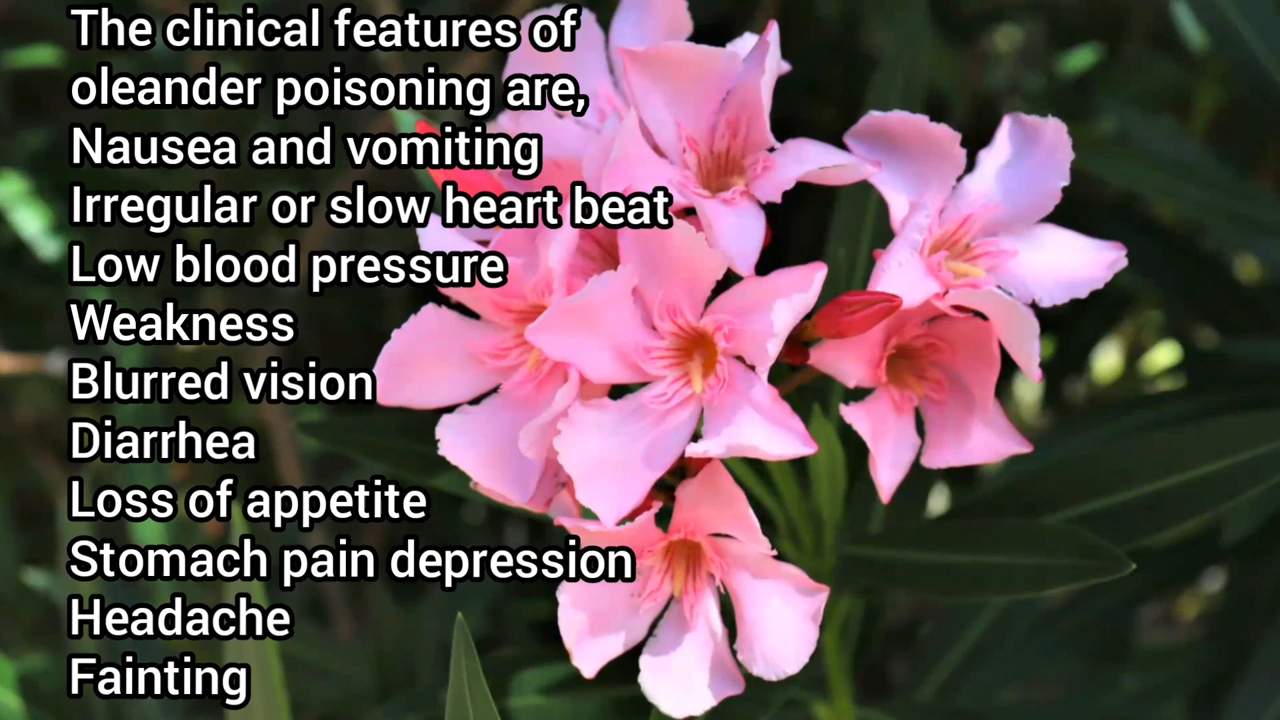 The clinical features of
oleander poisoning are,
Nausea and vomiting
Irregular or slow heart beat
Low blood pressure
Weakness
Blurred vision
Diarrhea
Loss of appetite
Stomach pain depression
Headache
Fainting